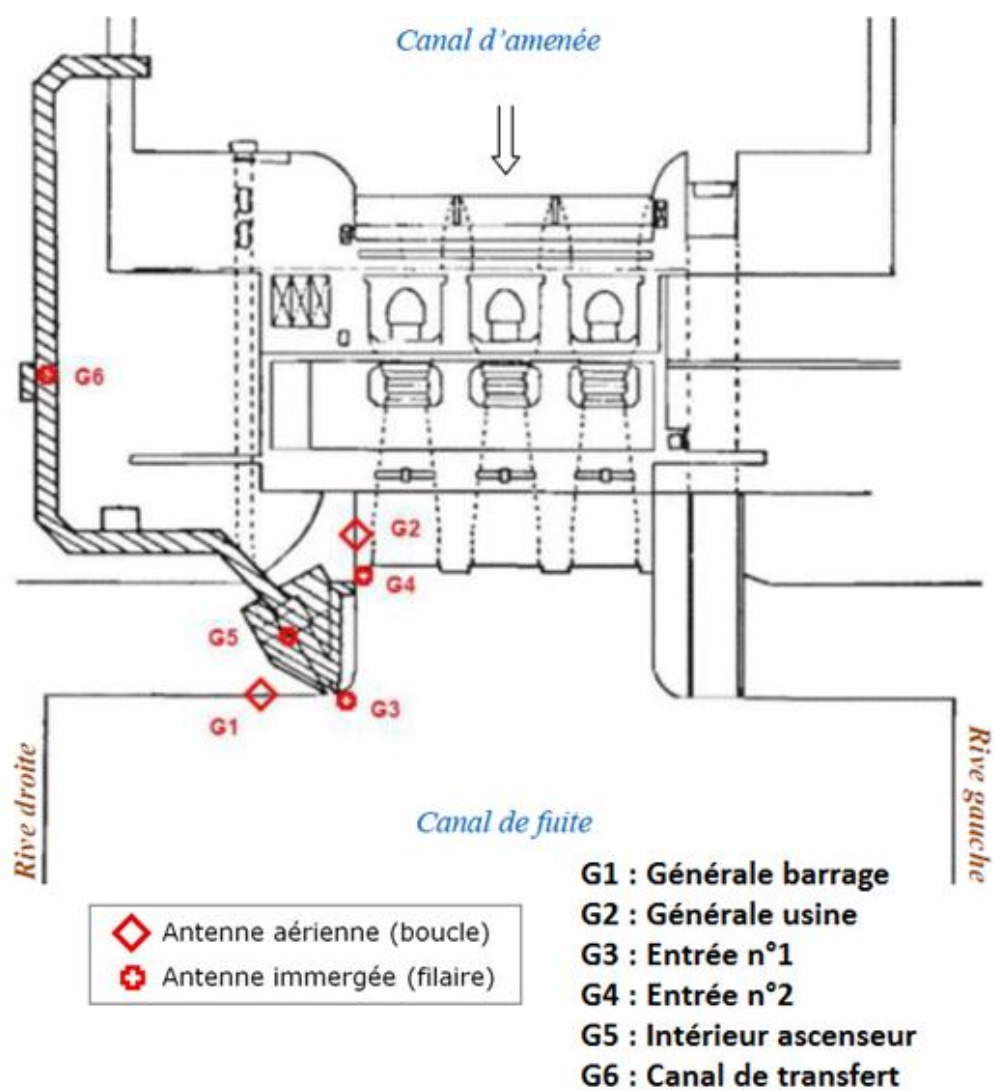 Canal d'amenée
G6
G2
G4
G5
G1
G3
Rive droite
Rive gauche
Canal de fuite
Antenne aérienne (boucle)
Antenne immergée (filaire)
G1 : Générale barrage
G2 : Générale usine
G3 : Entrée n°1
G4 : Entrée n°2
G5 : Intérieur ascenseur
G6 : Canal de transfert